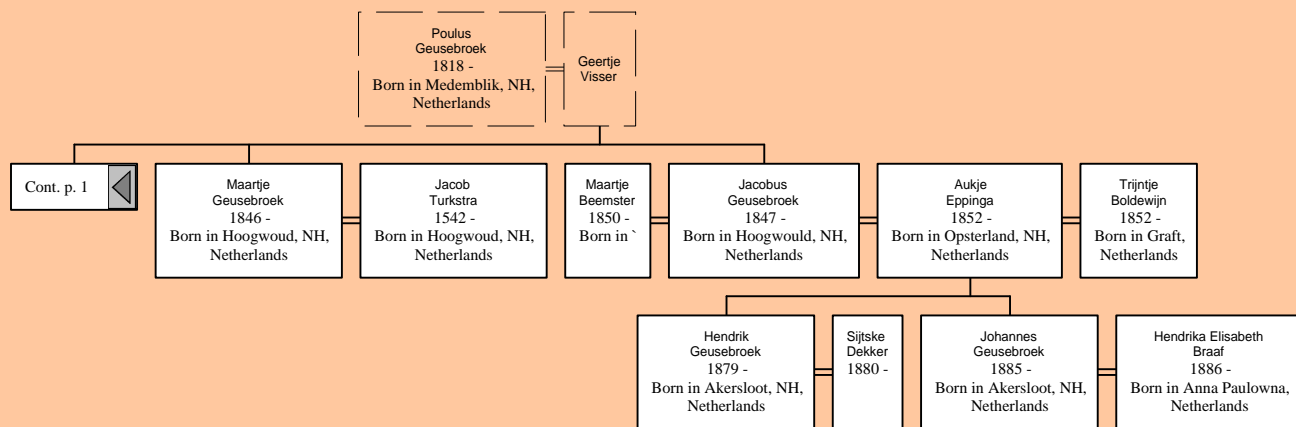 Poulus
Geusebroek
1818 -
Born in Medemblik, NH,
Netherlands
Geertje
Visser
Cont. p. 1
Maartje
Geusebroek
1846 -
Born in Hoogwoud, NH,
Netherlands
Jacob
Turkstra
1542 -
Born in Hoogwoud, NH,
Netherlands
Maartje
Beemster
1850 -
Born in `
Jacobus
Geusebroek
1847 -
Born in Hoogwould, NH,
Netherlands
Aukje
Eppinga
1852 -
Born in Opsterland, NH,
Netherlands
Trijntje
Boldewijn
1852 -
Born in Graft,
Netherlands
Hendrik
Geusebroek
1879 -
Born in Akersloot, NH,
Netherlands
Sijtske
Dekker
1880 -
Johannes
Geusebroek
1885 -
Born in Akersloot, NH,
Netherlands
Hendrika Elisabeth
Braaf
1886 -
Born in Anna Paulowna,
Netherlands